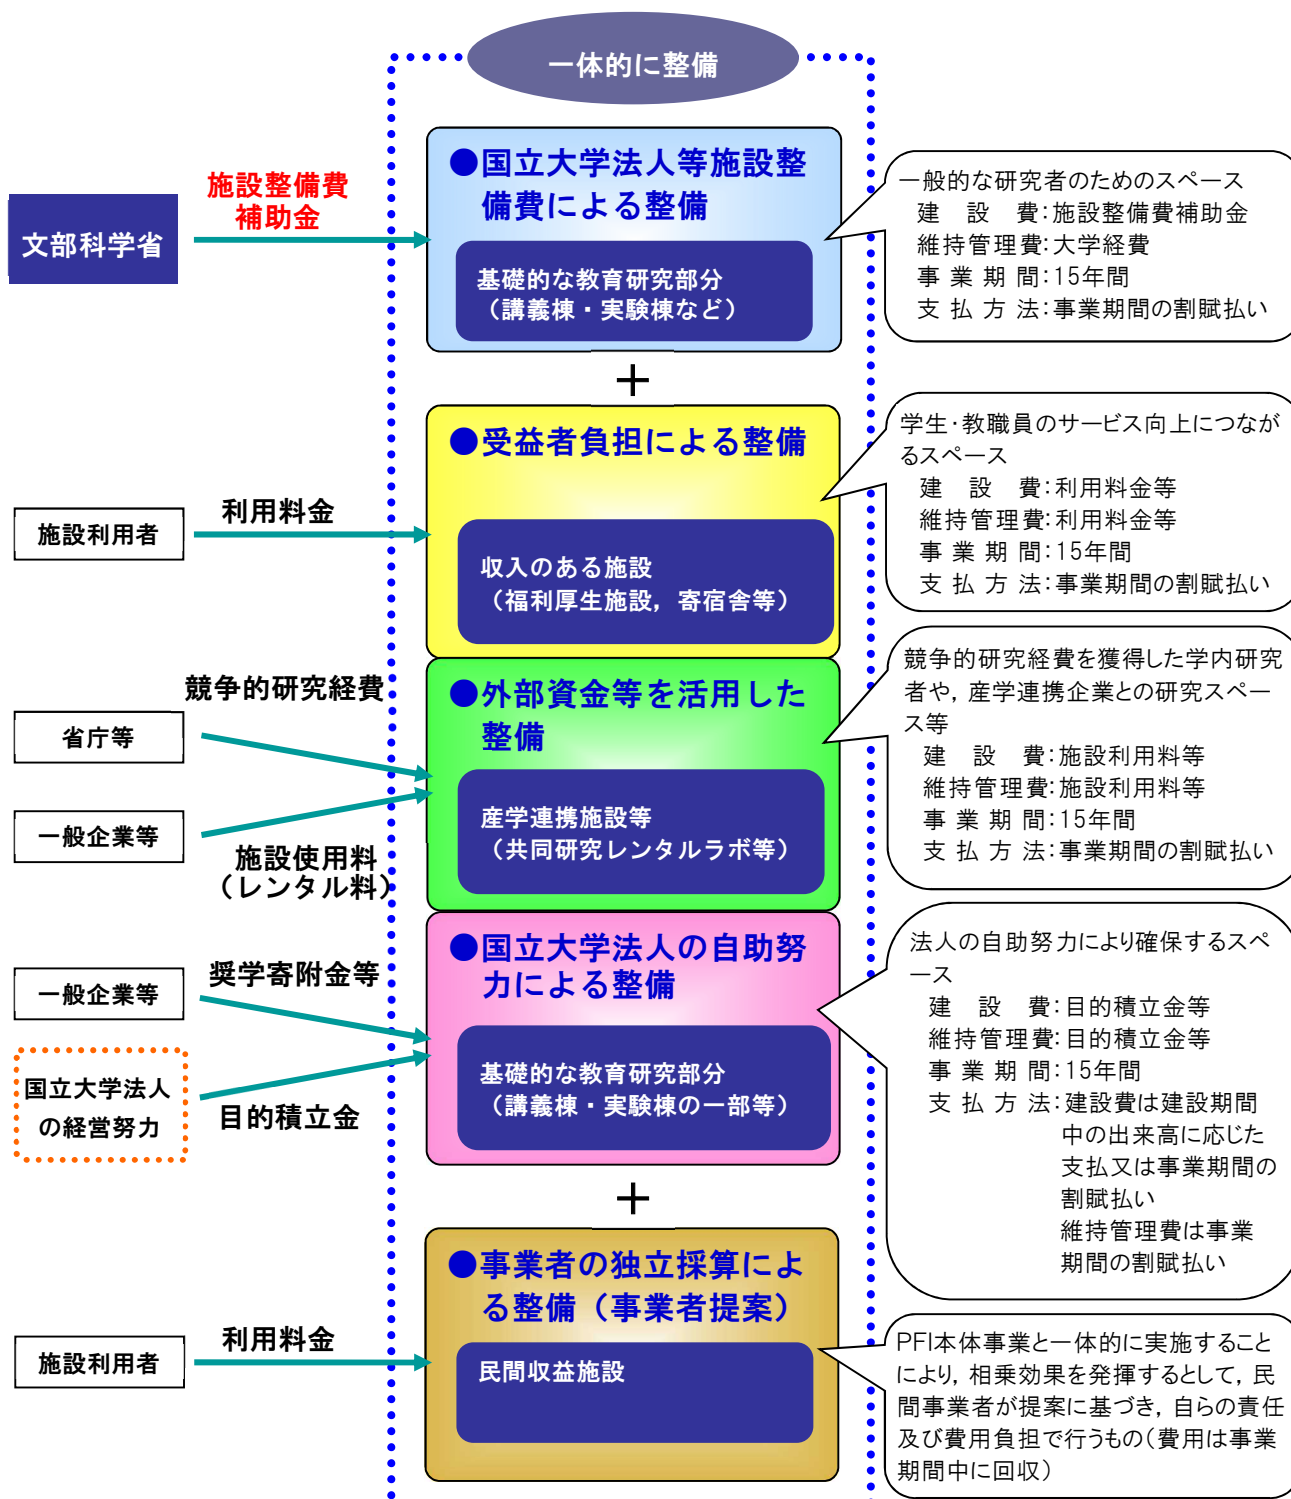 一体的に整備
文部科学省
施設整備費
補助金
●国立大学法人等施設整
備費による整備
基礎的な教育研究部分
（講義棟・実験棟など）
一般的な研究者のためのスペース
建　設　費：施設整備費補助金
維持管理費：大学経費
事 業 期 間：15年間
支 払 方 法：事業期間の割賦払い
＋
施設利用者
利用料金
●受益者負担による整備
収入のある施設
（福利厚生施設，寄宿舎等）
学生・教職員のサービス向上につなが
るスペース
建　設　費：利用料金等
維持管理費：利用料金等
事 業 期 間：15年間
支 払 方 法：事業期間の割賦払い
競争的研究経費
省庁等
一般企業等
施設使用料
（レンタル料）
●外部資金等を活用した
整備
産学連携施設等
（共同研究レンタルラボ等）
競争的研究経費を獲得した学内研究
者や，産学連携企業との研究スペー
ス等
建　設　費：施設利用料等
維持管理費：施設利用料等
事 業 期 間：15年間
支 払 方 法：事業期間の割賦払い
一般企業等
奨学寄附金等
国立大学法人
の経営努力
目的積立金
●国立大学法人の自助努
力による整備
基礎的な教育研究部分
（講義棟・実験棟の一部等）
法人の自助努力により確保するスペ
ース
建　設　費：目的積立金等
維持管理費：目的積立金等
事 業 期 間：15年間
支 払 方 法：建設費は建設期間
中の出来高に応じた
支払又は事業期間の
割賦払い
維持管理費は事業
期間の割賦払い
＋
施設利用者
利用料金
●事業者の独立採算によ
る整備（事業者提案）
民間収益施設
PFI本体事業と一体的に実施すること
により，相乗効果を発揮するとして，民
間事業者が提案に基づき，自らの責任
及び費用負担で行うもの（費用は事業
期間中に回収）